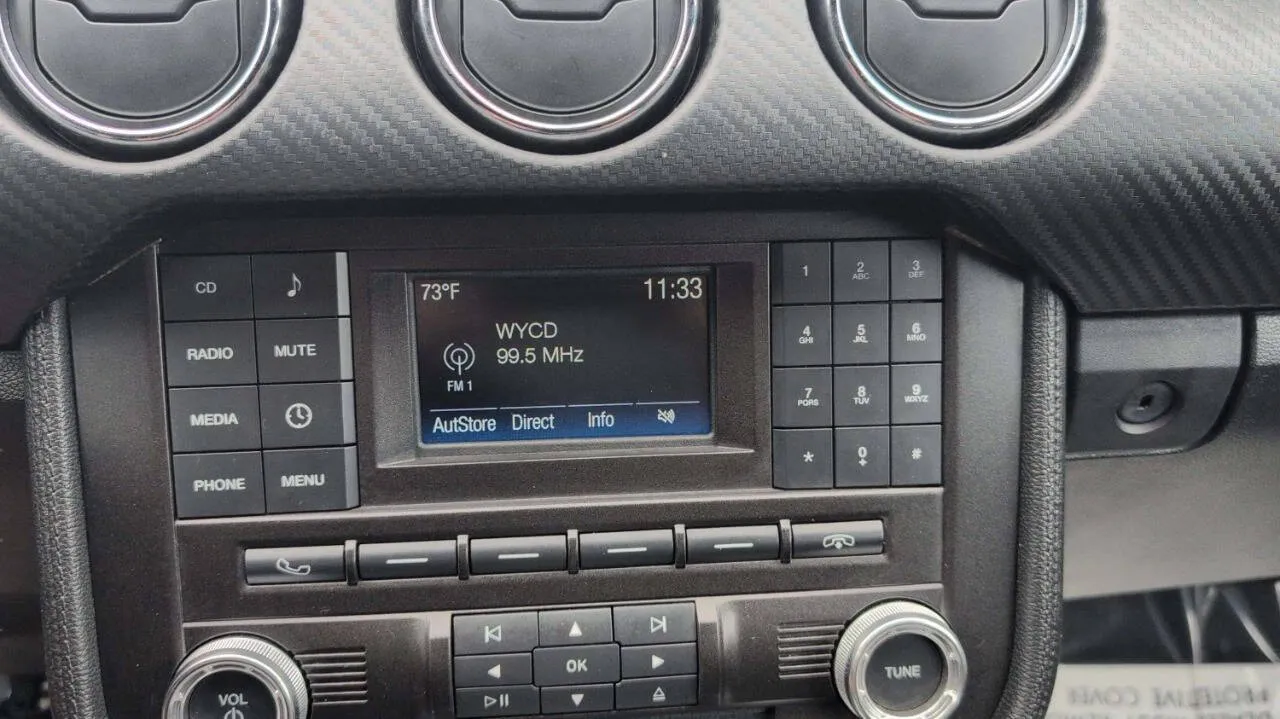 73°F 11:33
WYCD
99.5 MHz
FM 1
AutStore Direct Info
CD
RADIO MUTE
MEDIA
PHONE MENU
1 2 ABC 3 DEF
4 GHI 5 JKL 6 MNO
7 PQRS 8 TUV 9 WXYZ
* 0 + #
OK
VOL
TUNE
PROTECTIVE COVER